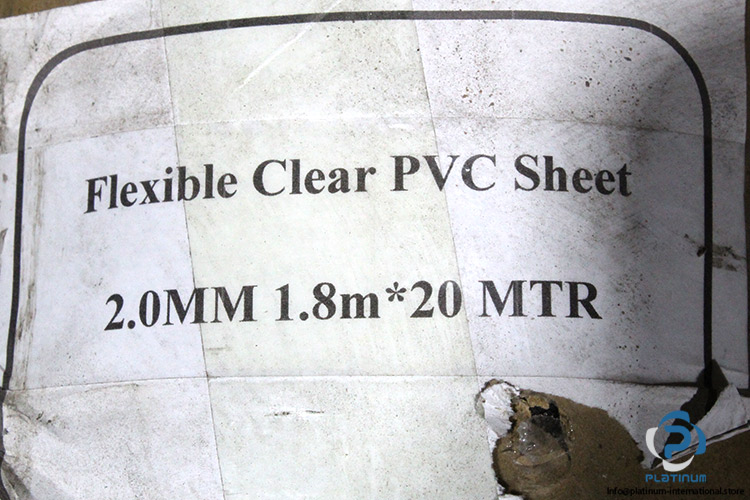 Flexible Clear PVC Sheet
2.0MM 1.8m*20 MTR
PLATINUM
info@platinum-international.store